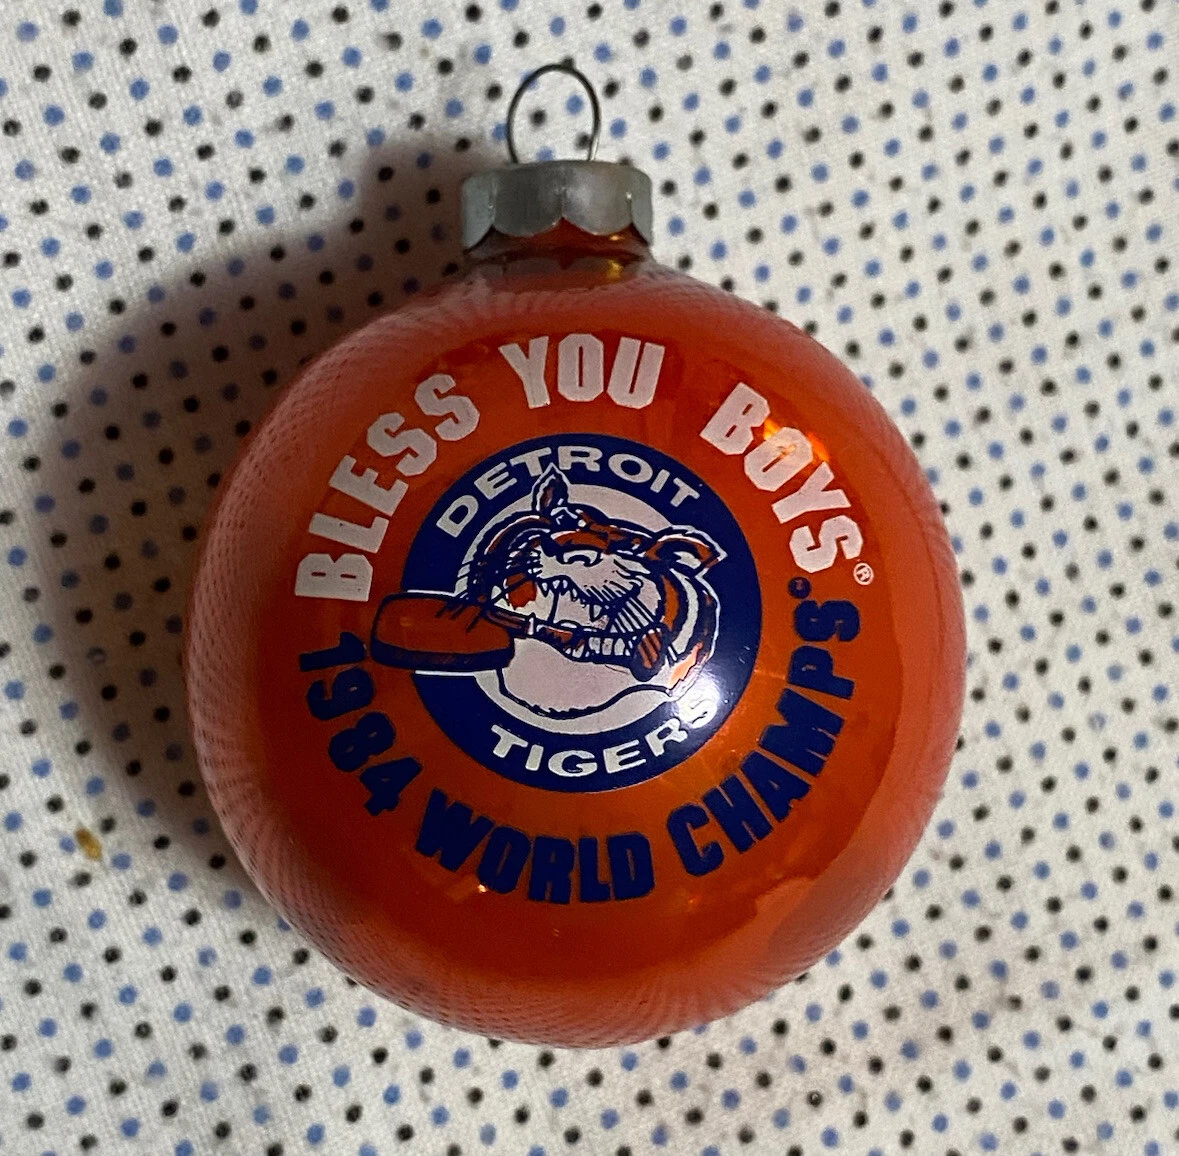 BLESS YOU BOYS®
DETROIT
TIGERS
1984 WORLD CHAMPS